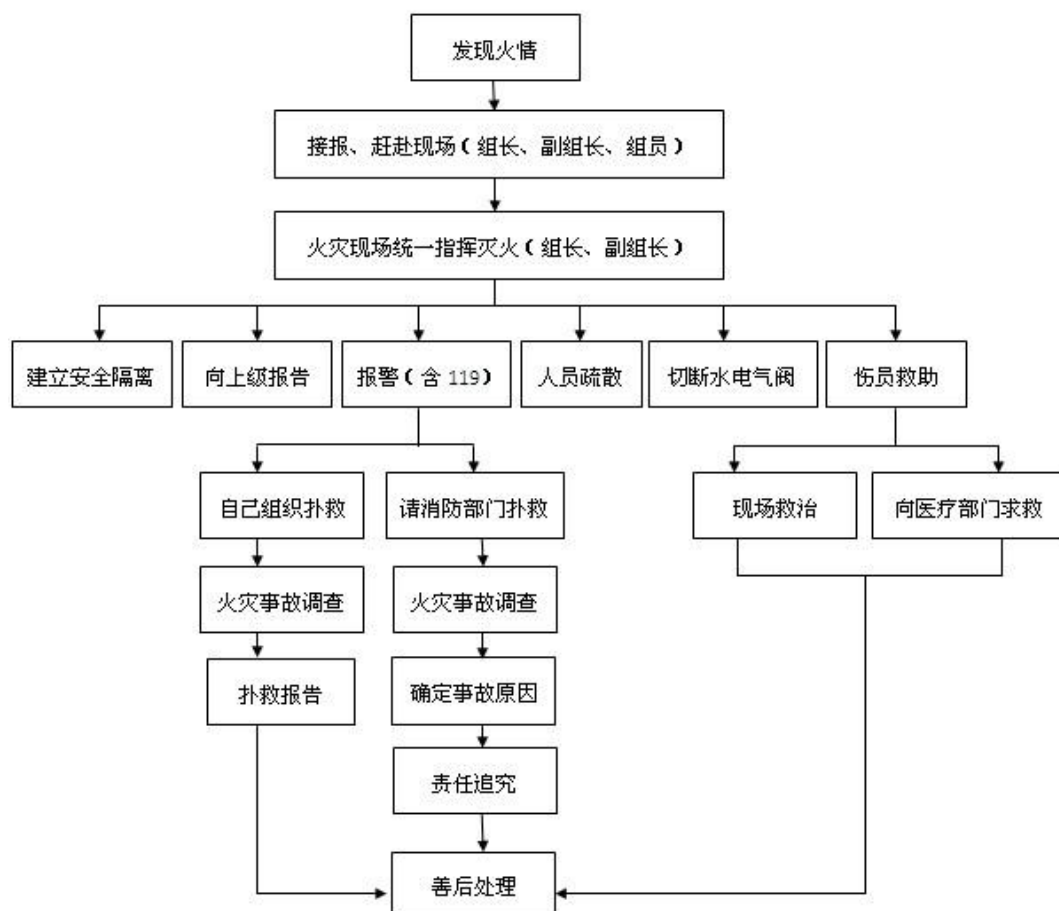 发现火情
接报、赶赴现场（组长、副组长、组员）
火灾现场统一指挥灭火（组长、副组长）
建立安全隔离
向上级报告
报警（含 119）
人员疏散
切断水电气阀
伤员救助
自己组织扑救
请消防部门扑救
现场救治
向医疗部门求救
火灾事故调查
火灾事故调查
扑救报告
确定事故原因
责任追究
善后处理